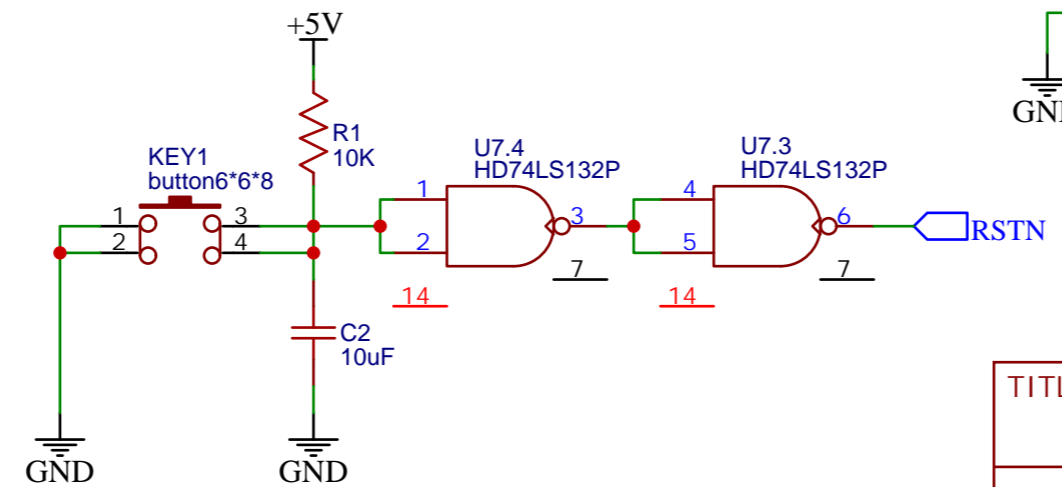 +5V
GND
R1
10K
KEY1
button6*6*8
1
2
3
4
U7.4
HD74LS132P
1
2
3
7
14
U7.3
HD74LS132P
4
5
6
7
14
RSTN
C2
10uF
GND
GND
TITL